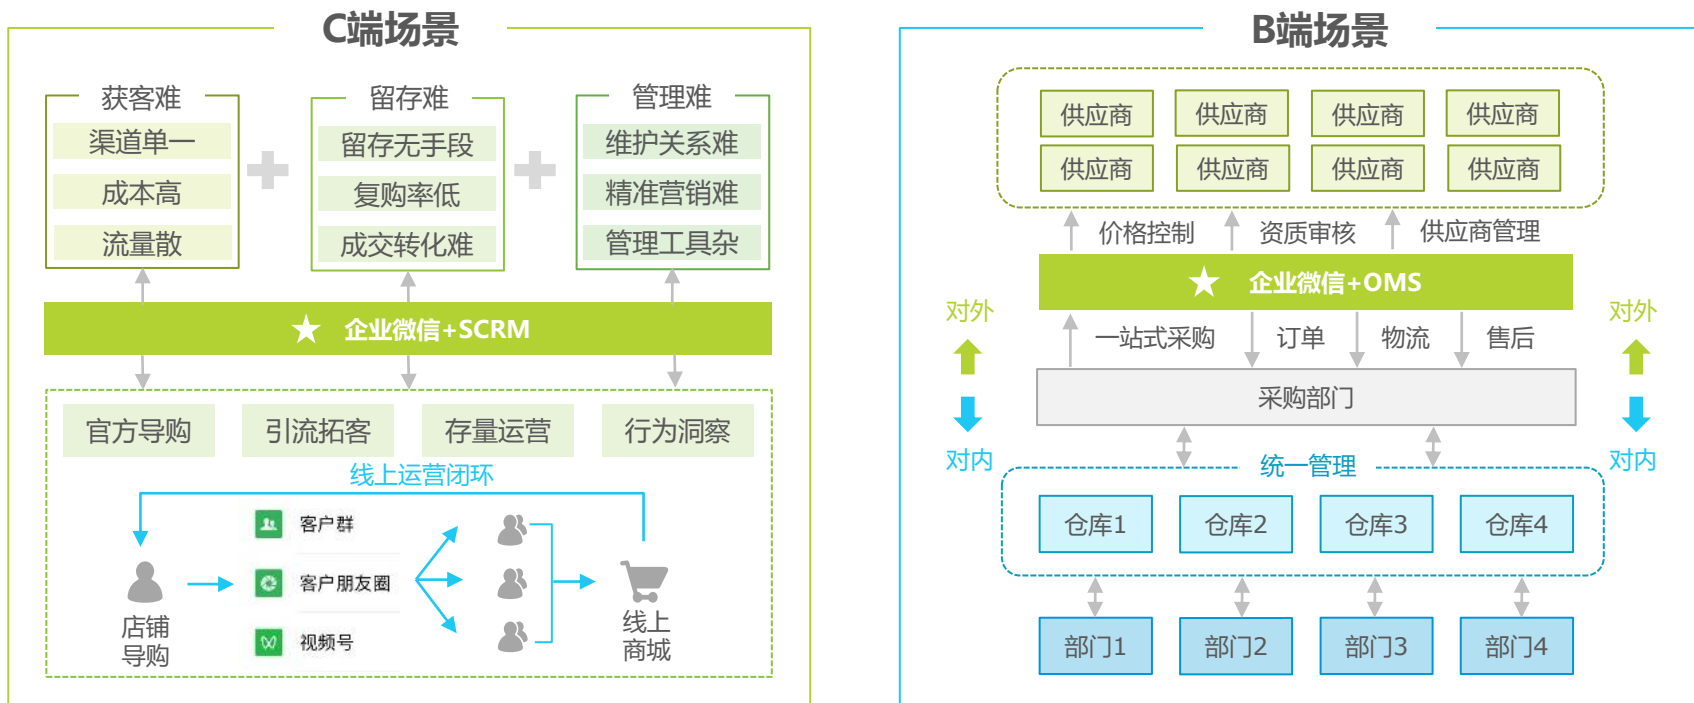 C端场景
获客难
渠道单一
成本高
流量散
留存难
留存无手段
复购率低
成交转化难
管理难
维护关系难
精准营销难
管理工具杂
企业微信+SCRM
官方导购
引流拓客
存量运营
行为洞察
线上运营闭环
店铺
导购
客户群
客户朋友圈
视频号
线上
商城
B端场景
供应商
供应商
供应商
供应商
供应商
供应商
供应商
供应商
价格控制
资质审核
供应商管理
企业微信+OMS
对外
对内
对外
对内
一站式采购
订单
物流
售后
采购部门
统一管理
仓库1
仓库2
仓库3
仓库4
部门1
部门2
部门3
部门4